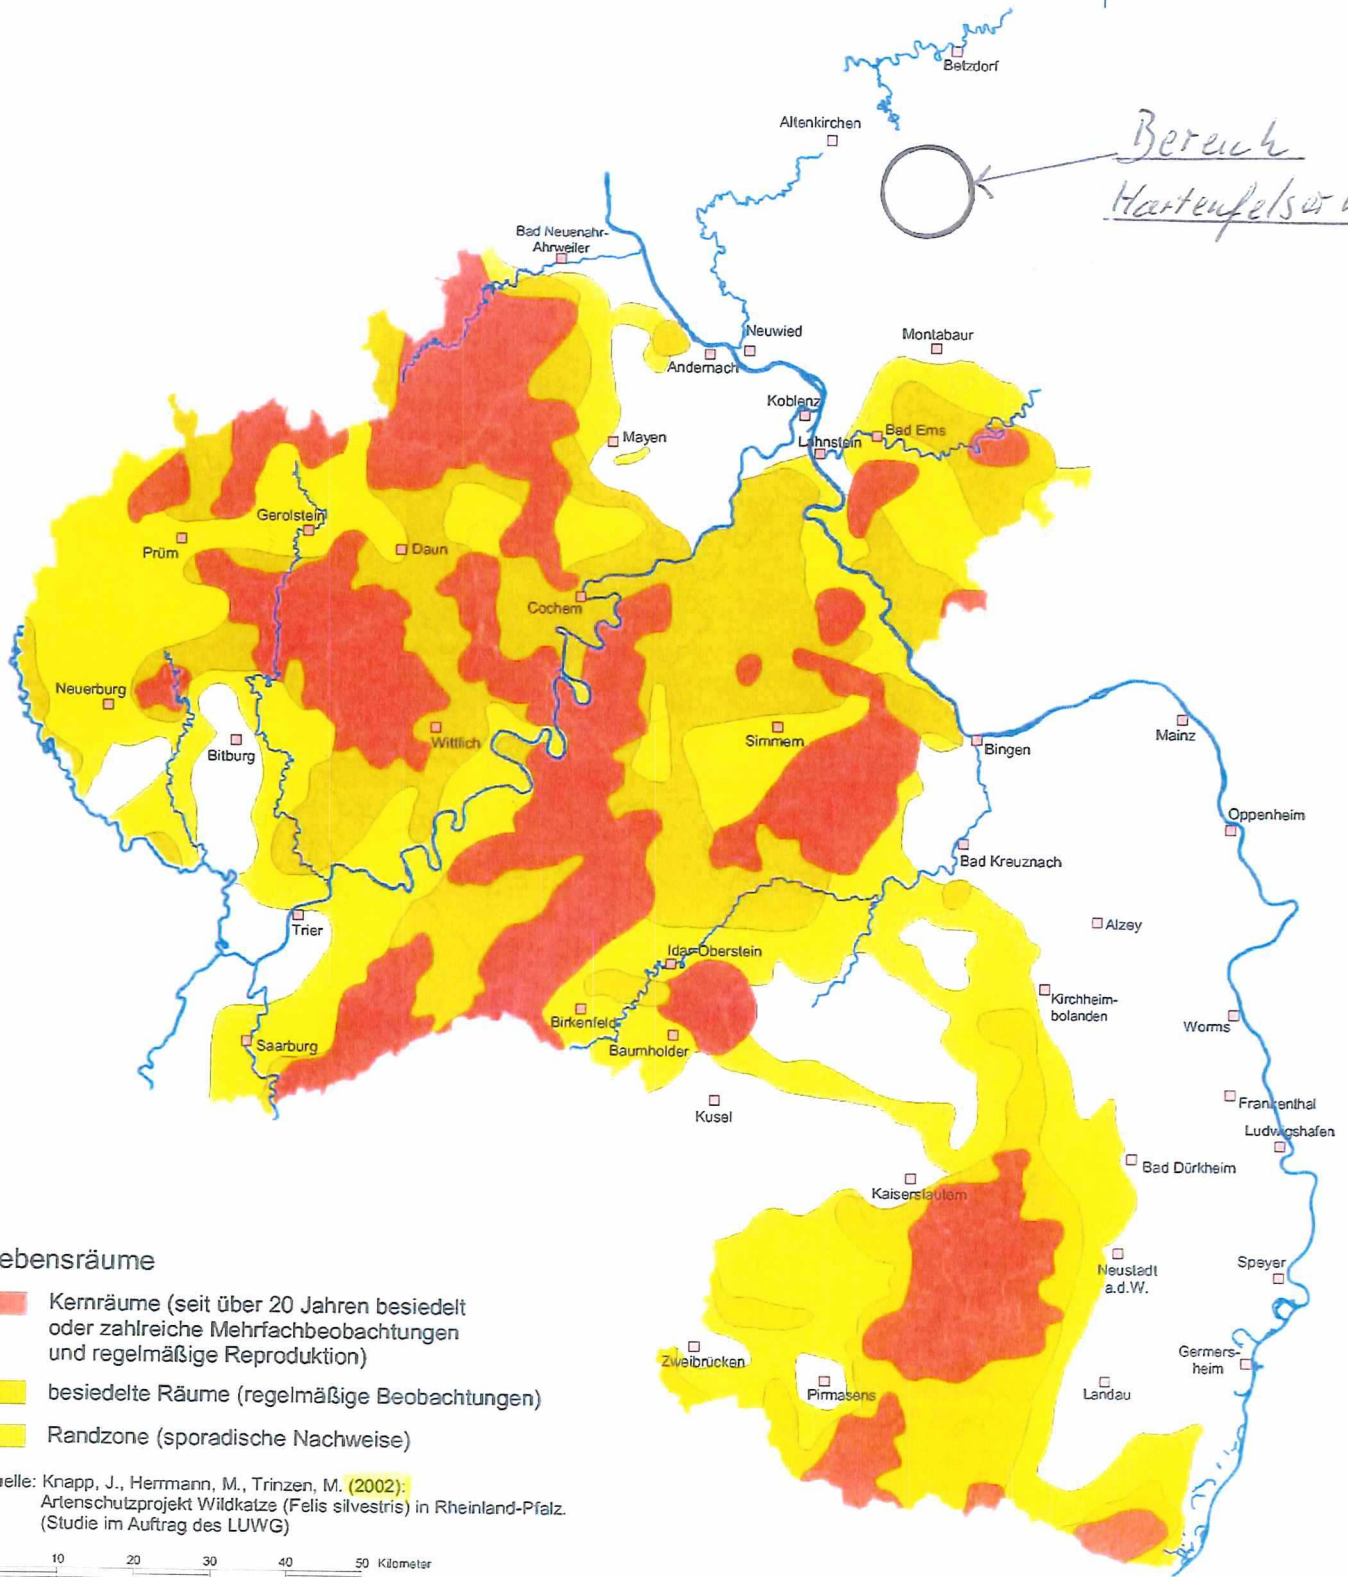 Betzdorf
Altenkirchen
Bereich
Bad Neuenahr-
Ahrweiler
Neuwied
Montabaur
Andernach
Koblenz
Mayen
Bad Ems
Lahnstein
Gerolstein
Prüm
Daun
Cochem
Neuerburg
Bitburg
Wittlich
Simmern
Bingen
Mainz
Oppenheim
Bad Kreuznach
Trier
Alzey
Idar-Oberstein
Kirchheim-
bolanden
Birkenfeld
Worms
Saarburg
Baumholder
Kusel
Frankenthal
Ludwigshafen
Bad Dürkheim
Kaiserslautern
Neustadt
a.d.W.
Speyer
Zweibrücken
Germers-
heim
Pirmasens
Landau
ebensräume
Kernräume (seit über 20 Jahren besiedelt
oder zahlreiche Mehrfachbeobachtungen
und regelmäßige Reproduktion)
besiedelte Räume (regelmäßige Beobachtungen)
Randzone (sporadische Nachweise)
elle: Knapp, J., Herrmann, M., Trinzen, M. (2002):
Artenschutzprojekt Wildkatze (Felis silvestris) in Rheinland-Pfalz.
(Studie im Auftrag des LUWG)
10 20 30 40 50 Kilometer